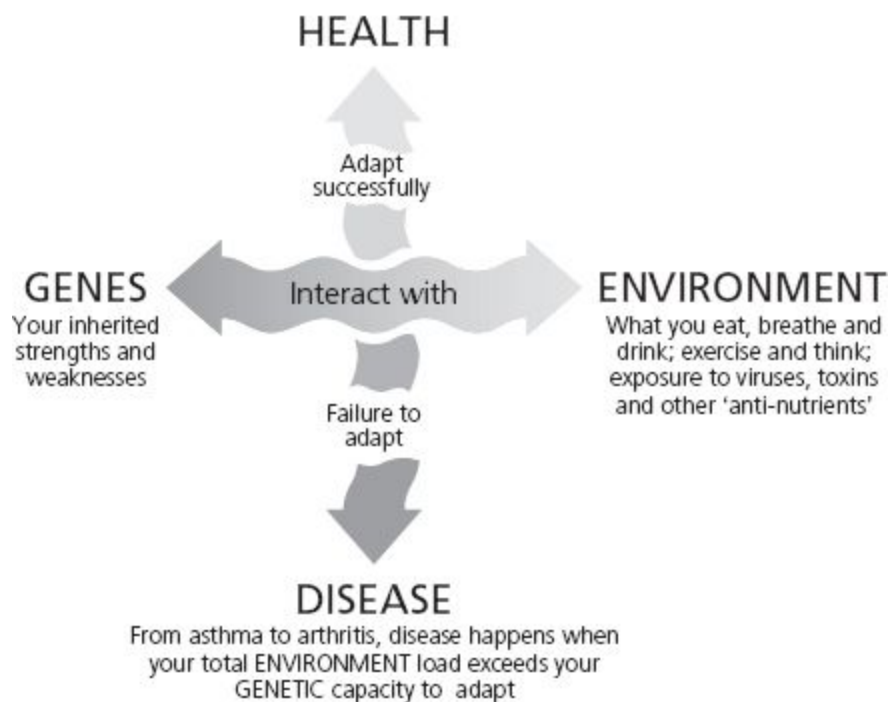 HEALTH
Adapt
successfully
GENES
Your inherited
strengths and
weaknesses
Interact with
ENVIRONMENT
What you eat, breathe and
drink; exercise and think;
exposure to viruses, toxins
and other ‘anti-nutrients’
Failure to
adapt
DISEASE
From asthma to arthritis, disease happens when
your total ENVIRONMENT load exceeds your
GENETIC capacity to adapt